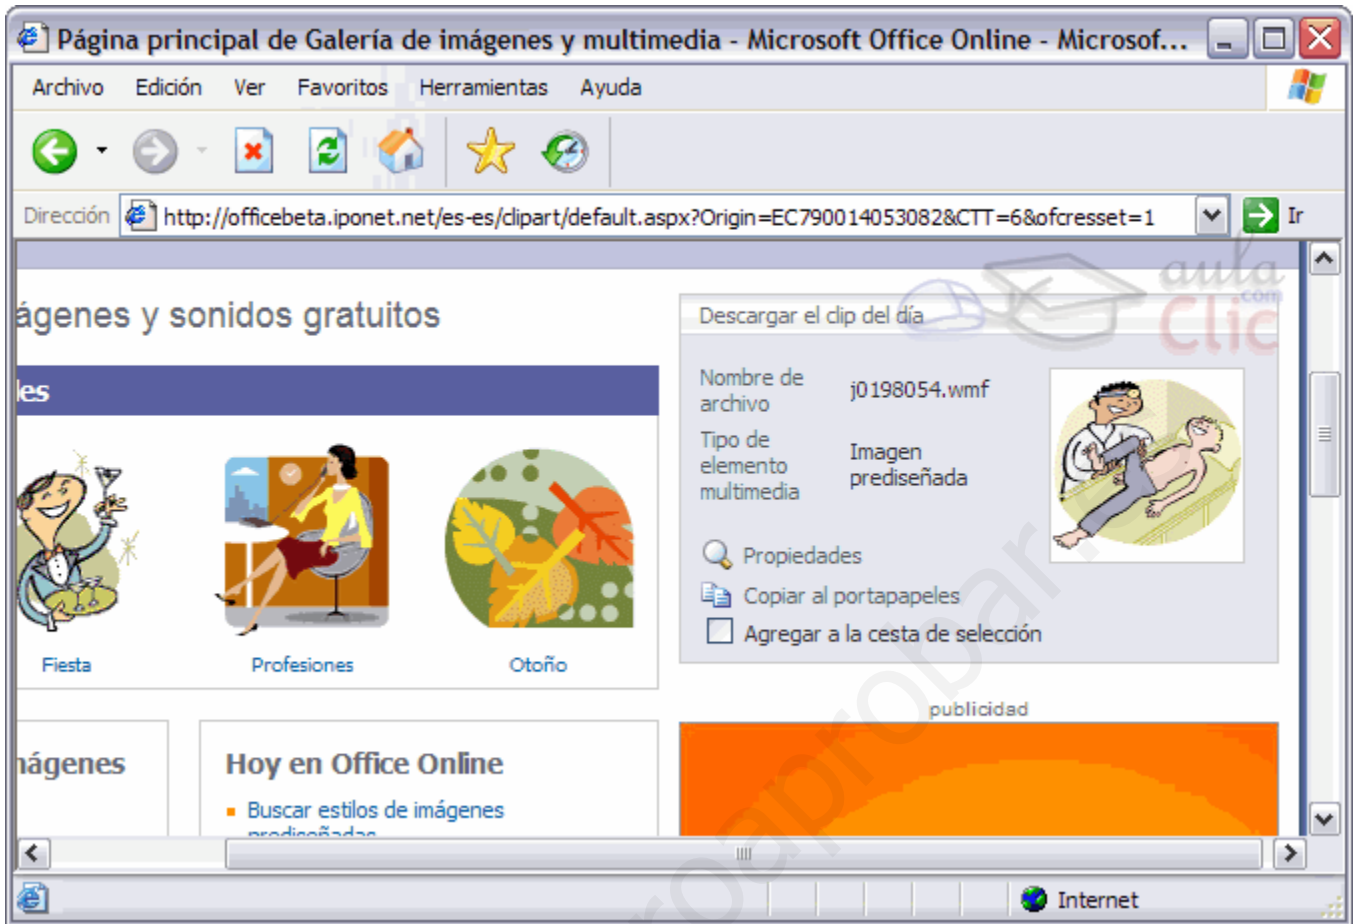 Página principal de Galería de imágenes y multimedia - Microsoft Office Online - Microsof...
Archivo Edición Ver Favoritos Herramientas Ayuda
Dirección http://officebeta.iponet.net/es-es/clipart/default.aspx?Origin=EC790014053082&CTT=6&ofcresset=1 Ir
aula
.com
Clic
ágenes y sonidos gratuitos
Descargar el clip del día
les
Nombre de
archivo
j0198054.wmf
Tipo de
elemento
multimedia
Imagen
prediseñada
Propiedades
Copiar al portapapeles
Agregar a la cesta de selección
Fiesta Profesiones Otoño
publicidad
nágenes
Hoy en Office Online
Buscar estilos de imágenes
prediseñadas
Internet